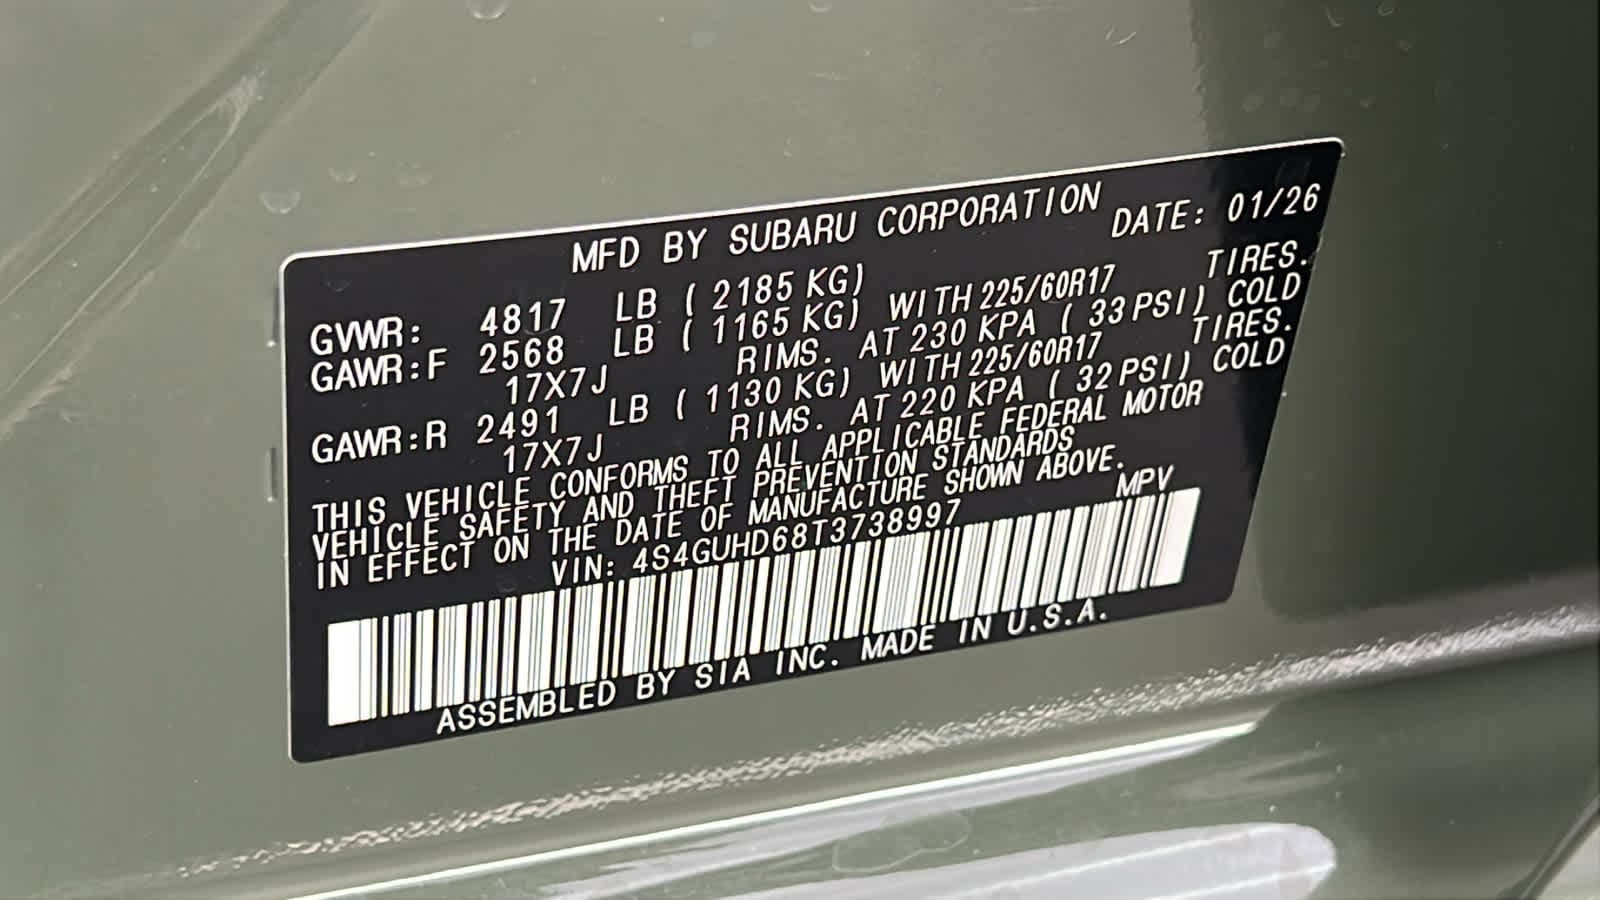 MFD BY SUBARU CORPORATION DATE: 01/26
GVWR: 4817 LB ( 2185 KG)
GAWR:F 2568 LB ( 1165 KG) WITH 225/60R17 TIRES.
17X7J RIMS. AT 230 KPA ( 33 PSI) COLD
GAWR:R 2491 LB ( 1130 KG) WITH 225/60R17 TIRES.
17X7J RIMS. AT 220 KPA ( 32 PSI) COLD
THIS VEHICLE CONFORMS TO ALL APPLICABLE FEDERAL MOTOR
VEHICLE SAFETY AND THEFT PREVENTION STANDARDS
IN EFFECT ON THE DATE OF MANUFACTURE SHOWN ABOVE.
VIN: 4S4GUHD68T3738997 MPV
ASSEMBLED BY SIA INC. MADE IN U.S.A.